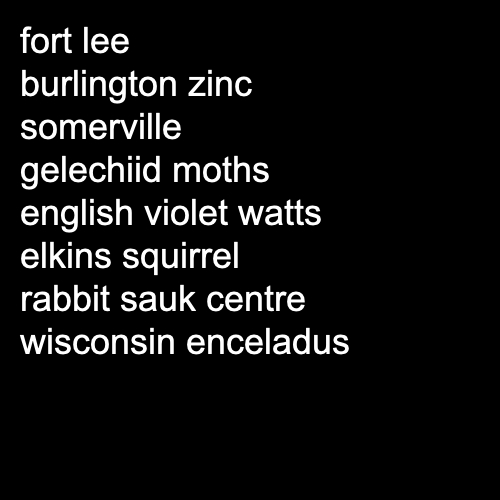 fort lee
burlington zinc
somerville
gelechiid moths
english violet watts
elkins squirrel
rabbit sauk centre
wisconsin enceladus